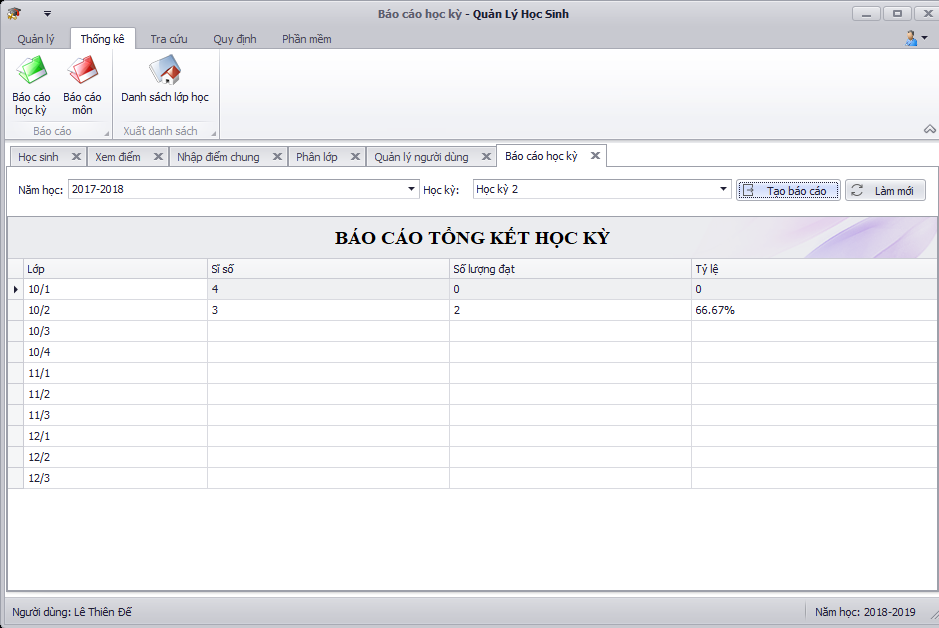 Báo cáo học kỳ - Quản Lý Học Sinh
Quản lý Thống kê Tra cứu Quy định Phần mềm
Báo cáo học kỳ
Báo cáo môn
Danh sách lớp học
Báo cáo Xuất danh sách
Học sinh Xem điểm Nhập điểm chung Phân lớp Quản lý người dùng Báo cáo học kỳ
Năm học: 2017-2018 Học kỳ: Học kỳ 2 Tạo báo cáo Làm mới
BÁO CÁO TỔNG KẾT HỌC KỲ
Lớp Sĩ số Số lượng đạt Tỷ lệ
10/1 4 0 0
10/2 3 2 66.67%
10/3
10/4
11/1
11/2
11/3
12/1
12/2
12/3
Người dùng: Lê Thiên Đế Năm học: 2018-2019